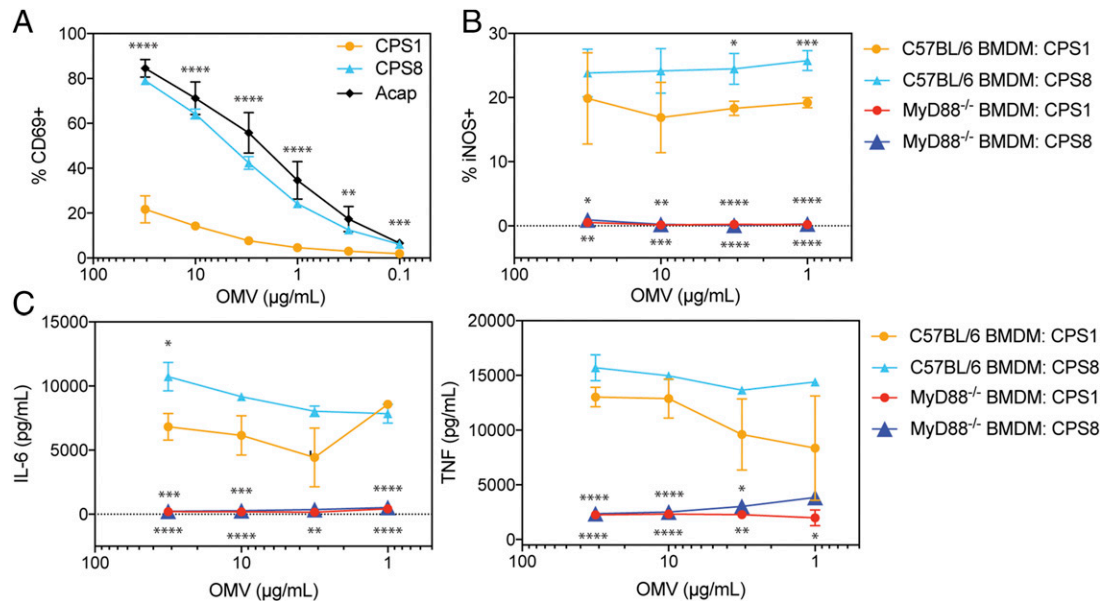 A
100
80
60
40
20
0
% CD69+
**** **** **** **** ** ***
CPS1
CPS8
Acap
100 10 1 0.1
OMV (µg/mL)
B
30
20
10
0
% iNOS+
* ***
* ** **** ****
** *** **** ****
100 10 1
OMV (µg/mL)
C57BL/6 BMDM: CPS1
C57BL/6 BMDM: CPS8
MyD88-/- BMDM: CPS1
MyD88-/- BMDM: CPS8
C
15000
10000
5000
0
IL-6 (pg/mL)
*
*** *** ****
**** **** ** ****
100 10 1
OMV (µg/mL)
20000
15000
10000
5000
0
TNF (pg/mL)
**** **** *
**** **** ** *
100 10 1
OMV (µg/mL)
C57BL/6 BMDM: CPS1
C57BL/6 BMDM: CPS8
MyD88-/- BMDM: CPS1
MyD88-/- BMDM: CPS8